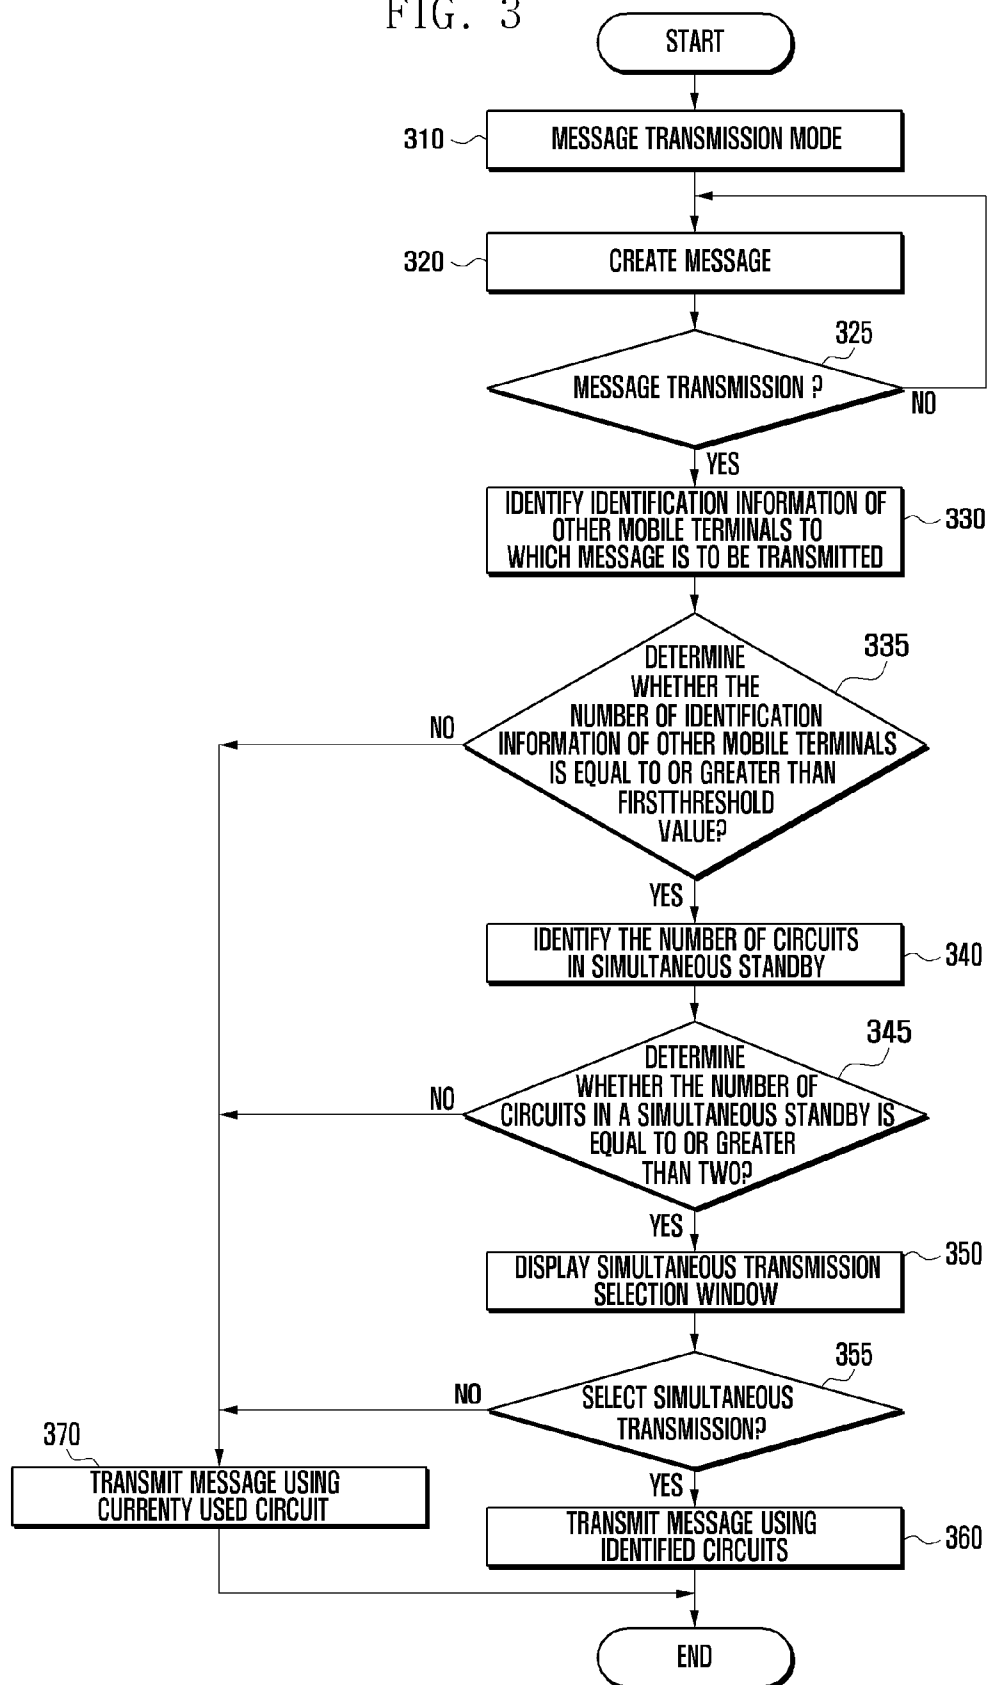 FIG. 3
START
310
MESSAGE TRANSMISSION MODE
320
CREATE MESSAGE
325
MESSAGE TRANSMISSION ?
NO
YES
IDENTIFY IDENTIFICATION INFORMATION OF
OTHER MOBILE TERMINALS TO
WHICH MESSAGE IS TO BE TRANSMITTED
330
335
DETERMINE
WHETHER THE
NUMBER OF IDENTIFICATION
INFORMATION OF OTHER MOBILE TERMINALS
IS EQUAL TO OR GREATER THAN
FIRSTTHRESHOLD
VALUE?
NO
YES
IDENTIFY THE NUMBER OF CIRCUITS
IN SIMULTANEOUS STANDBY
340
345
DETERMINE
WHETHER THE NUMBER OF
CIRCUITS IN A SIMULTANEOUS STANDBY IS
EQUAL TO OR GREATER
THAN TWO?
NO
YES
DISPLAY SIMULTANEOUS TRANSMISSION
SELECTION WINDOW
350
355
SELECT SIMULTANEOUS
TRANSMISSION?
NO
YES
370
TRANSMIT MESSAGE USING
CURRENTY USED CIRCUIT
TRANSMIT MESSAGE USING
IDENTIFIED CIRCUITS
360
END